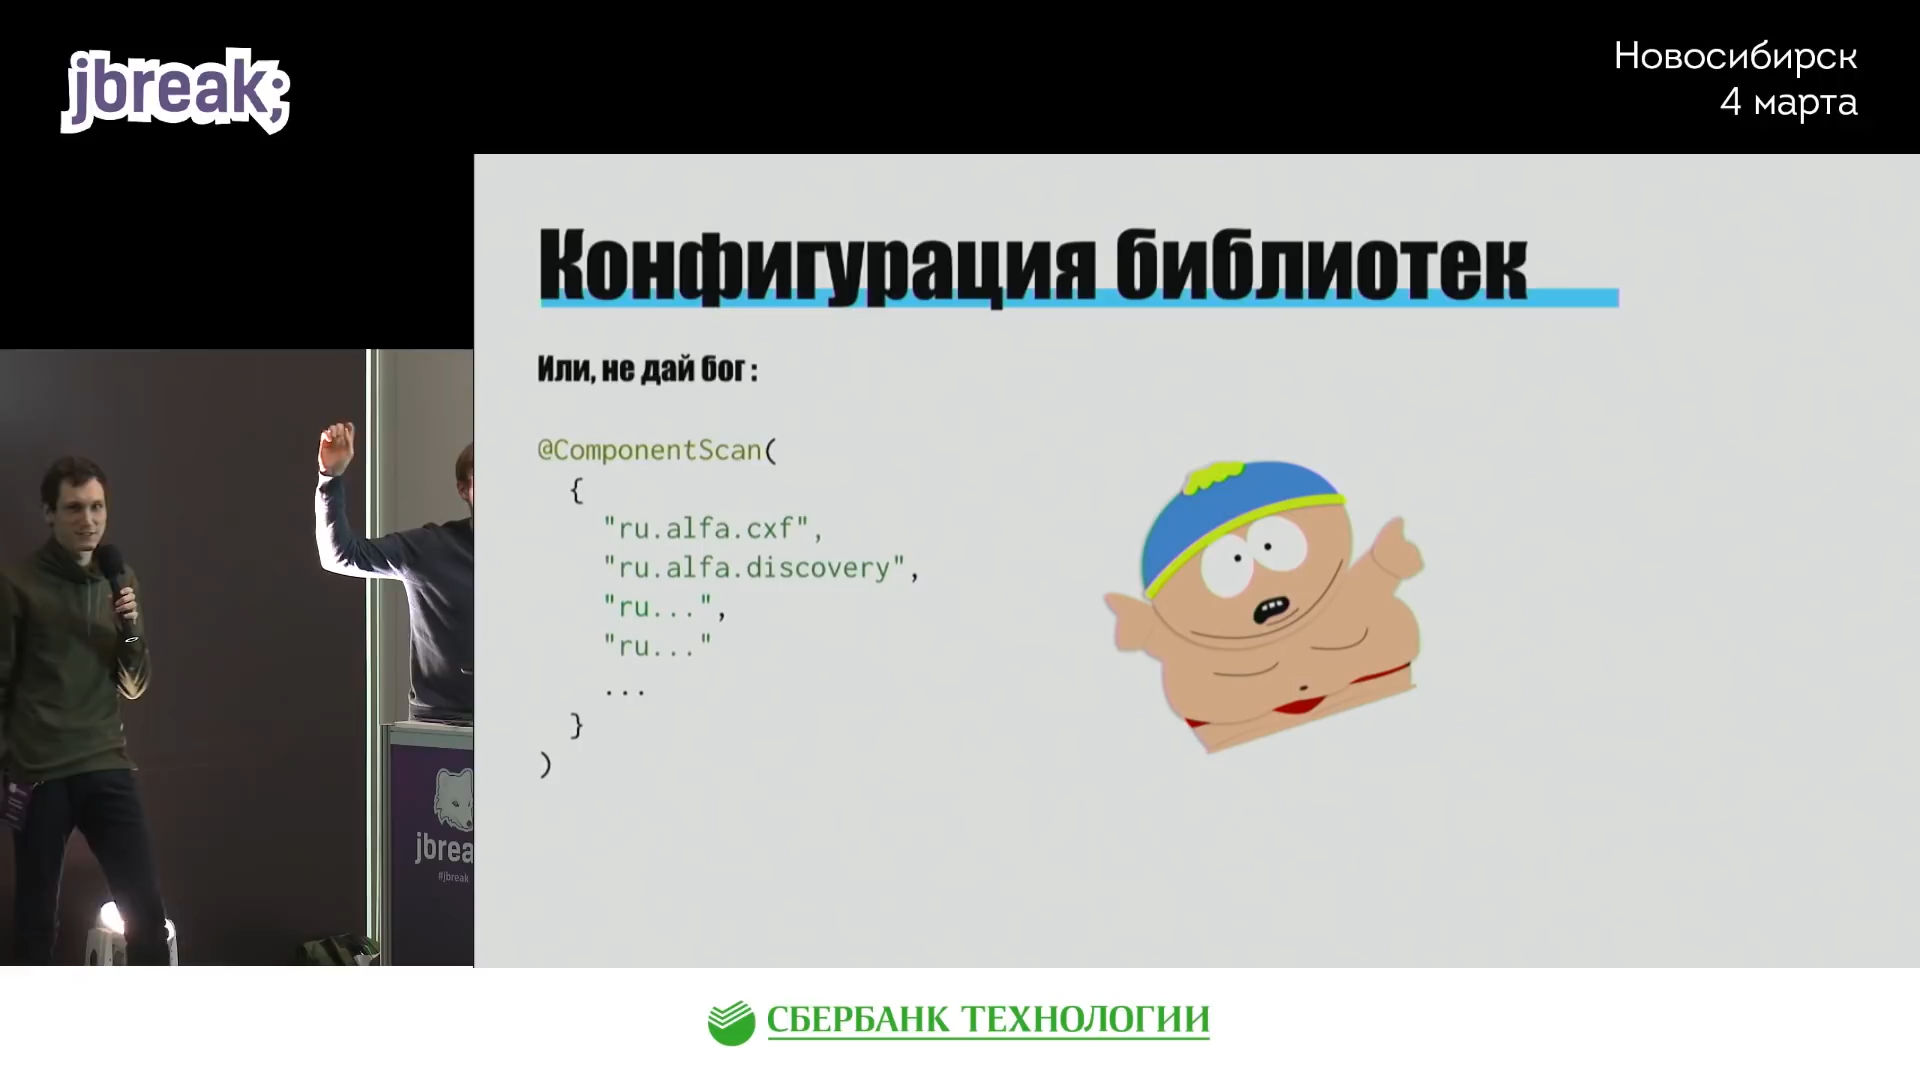 jbreak;
Новосибирск
4 марта
Конфигурация библиотек
Или, не дай бог :
@ComponentScan(
{
"ru.alfa.cxf",
"ru.alfa.discovery",
"ru...",
"ru..."
...
}
)
jbrea
#jbreak
СБЕРБАНК ТЕХНОЛОГИИ